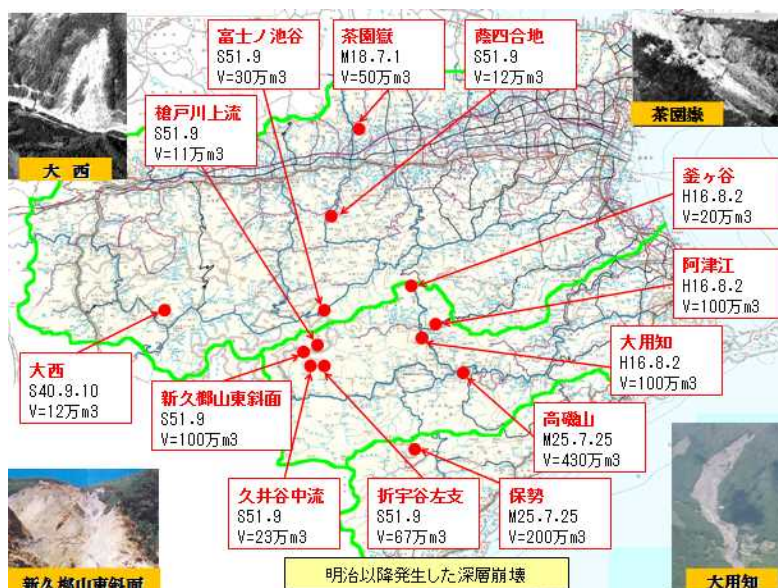 富士ノ池谷
S51.9
V=30万m3
茶園嶽
M18.7.1
V=50万m3
蔭四合地
S51.9
V=12万m3
槍戸川上流
S51.9
V=11万m3
大 西
茶園嶽
釜ヶ谷
H16.8.2
V=20万m3
阿津江
H16.8.2
V=100万m3
大西
S40.9.10
V=12万m3
新久郷山東斜面
S51.9
V=100万m3
大用知
H16.8.2
V=100万m3
高磯山
M25.7.25
V=430万m3
久井谷中流
S51.9
V=23万m3
折宇谷左支
S51.9
V=67万m3
保勢
M25.7.25
V=200万m3
新久郷山東斜面
明治以降発生した深層崩壊
大用知